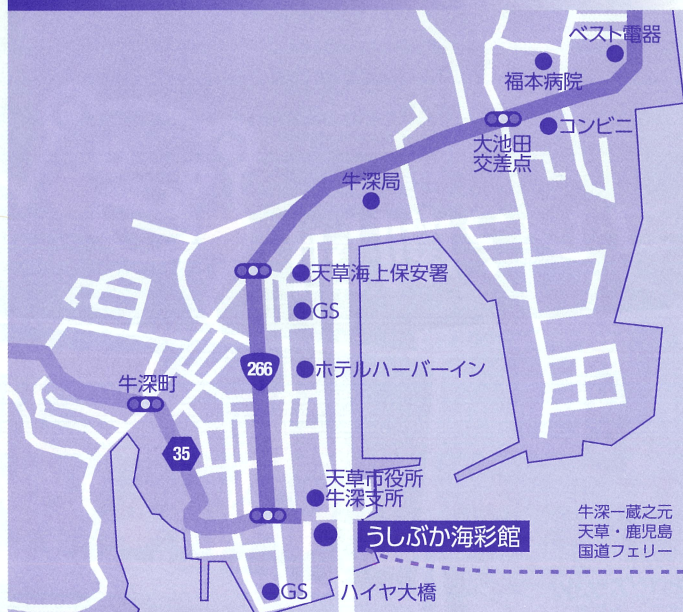 ベスト電器
福本病院
コンビニ
大池田
交差点
牛深局
天草海上保安署
GS
266
ホテルハーバーイン
牛深町
35
天草市役所
牛深支所
うしぶか海彩館
牛深ー蔵之元
天草・鹿児島
国道フェリー
GS
ハイヤ大橋